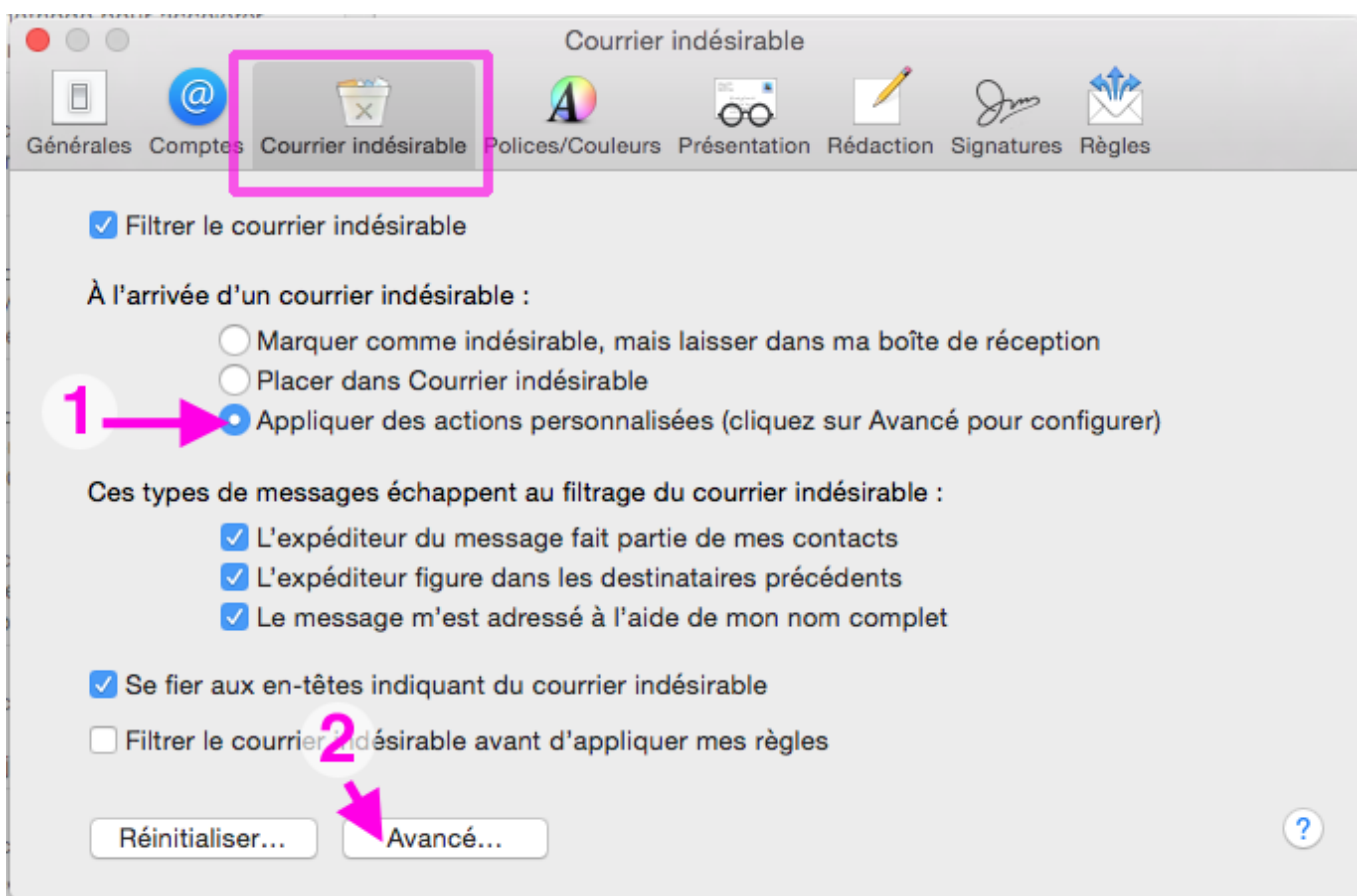 Courrier indésirable
Générales Comptes Courrier indésirable Polices/Couleurs Présentation Rédaction Signatures Règles
Filtrer le courrier indésirable
À l'arrivée d'un courrier indésirable :
Marquer comme indésirable, mais laisser dans ma boîte de réception
Placer dans Courrier indésirable
1
Appliquer des actions personnalisées (cliquez sur Avancé pour configurer)
Ces types de messages échappent au filtrage du courrier indésirable :
L'expéditeur du message fait partie de mes contacts
L'expéditeur figure dans les destinataires précédents
Le message m'est adressé à l'aide de mon nom complet
Se fier aux en-têtes indiquant du courrier indésirable
Filtrer le courrier indésirable avant d'appliquer mes règles
2
Réinitialiser... Avancé... ?